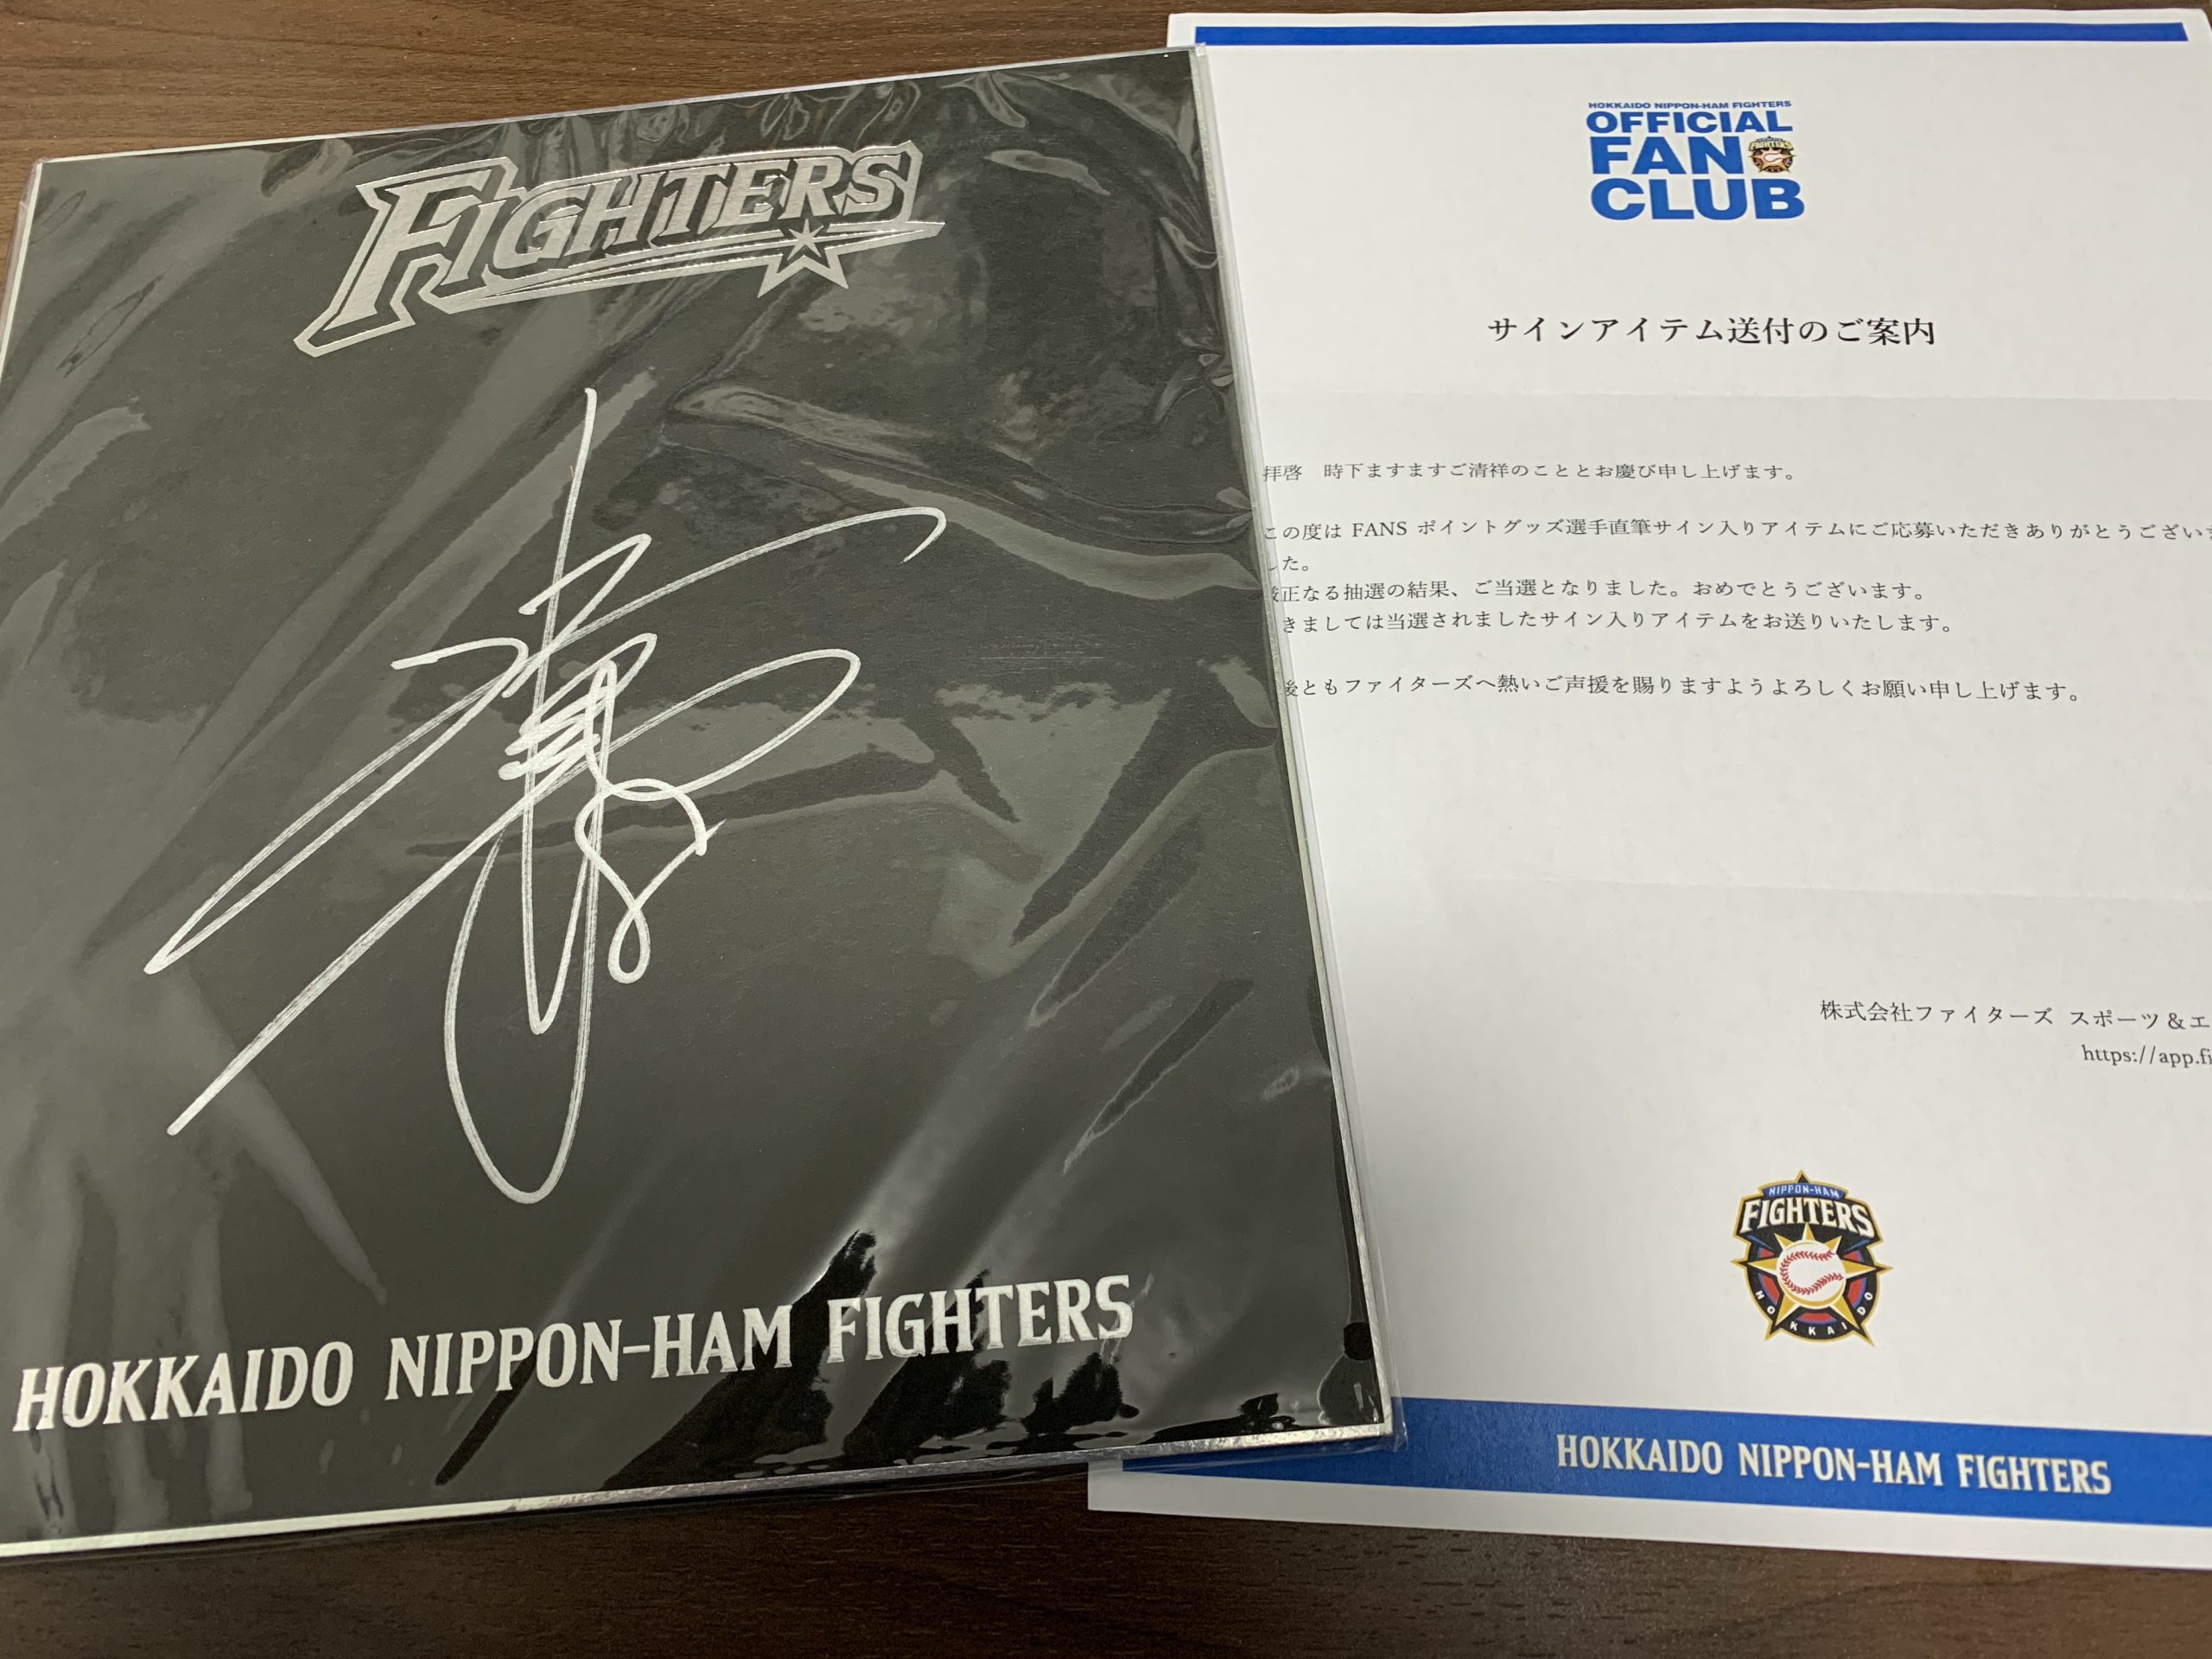 FIGHTERS
HOKKAIDO NIPPON-HAM FIGHTERS
HOKKAIDO NIPPON-HAM FIGHTERS
OFFICIAL
FAN
CLUB
サインアイテム送付のご案内
拝啓　時下ますますご清祥のこととお慶び申し上げます。
この度は FANS ポイントグッズ選手直筆サイン入りアイテムにご応募いただきありがとうござい
した。
正なる抽選の結果、ご当選となりました。おめでとうございます。
きましては当選されましたサイン入りアイテムをお送りいたします。
後ともファイターズへ熱いご声援を賜りますようよろしくお願い申し上げます。
株式会社ファイターズ スポーツ＆エ
https://app.fi
NIPPON-HAM
FIGHTERS
HOKKAIDO
HOKKAIDO NIPPON-HAM FIGHTERS